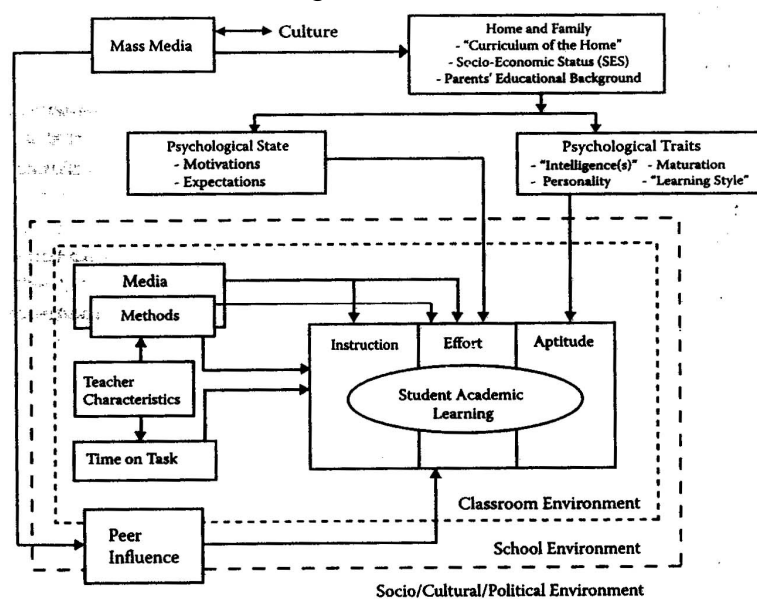 Mass Media
Culture
Home and Family
- "Curriculum of the Home"
- Socio-Economic Status (SES)
- Parents' Educational Background
Psychological State
- Motivations
- Expectations
Psychological Traits
- "Intelligence(s)" - Maturation
- Personality - "Learning Style"
Media
Methods
Teacher
Characteristics
Time on Task
Instruction
Effort
Aptitude
Student Academic
Learning
Classroom Environment
Peer
Influence
School Environment
Socio/Cultural/Political Environment